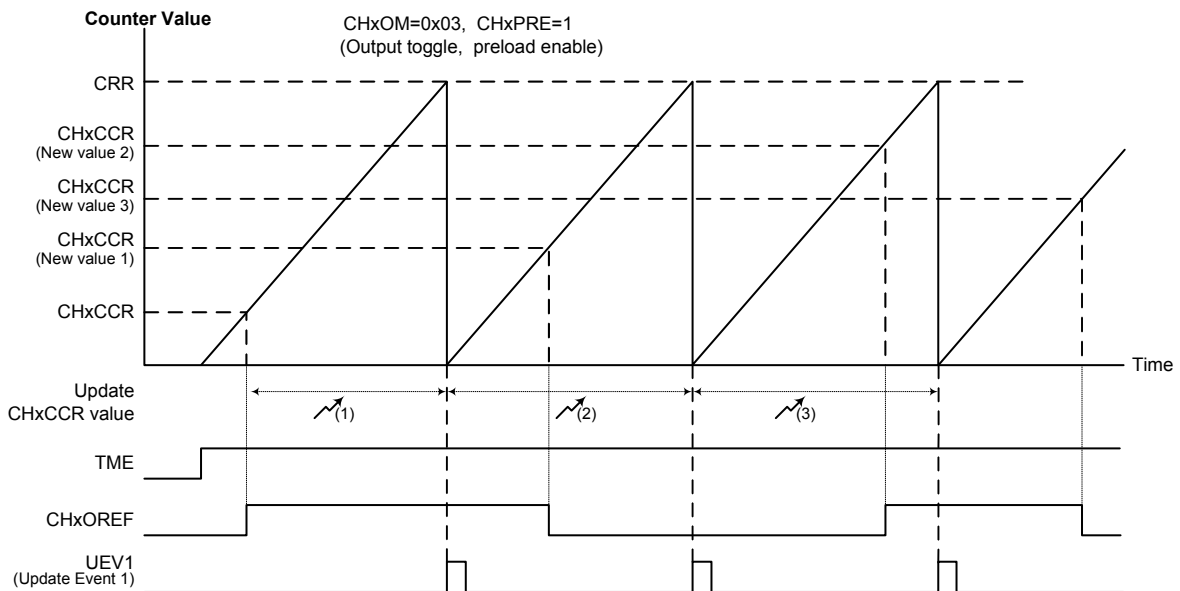 Counter Value
CHxOM=0x03, CHxPRE=1
(Output toggle, preload enable)
CRR
CHxCCR
(New value 2)
CHxCCR
(New value 3)
CHxCCR
(New value 1)
CHxCCR
Time
Update
CHxCCR value
(1)
(2)
(3)
TME
CHxOREF
UEV1
(Update Event 1)